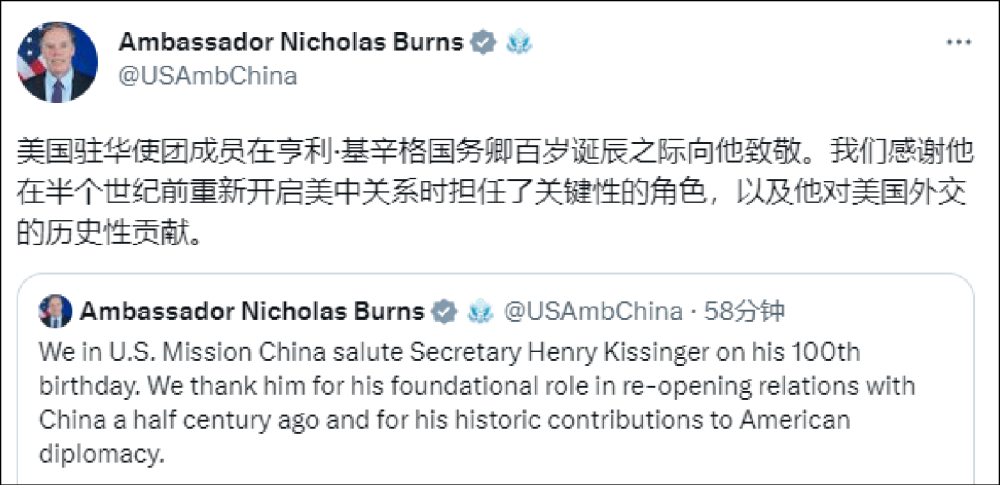 Ambassador Nicholas Burns
@USAmbChina
美国驻华使团成员在亨利·基辛格国务卿百岁诞辰之际向他致敬。我们感谢他
在半个世纪前重新开启美中关系时担任了关键性的角色，以及他对美国外交
的历史性贡献。
Ambassador Nicholas Burns @USAmbChina · 58分钟
We in U.S. Mission China salute Secretary Henry Kissinger on his 100th
birthday. We thank him for his foundational role in re-opening relations with
China a half century ago and for his historic contributions to American
diplomacy.